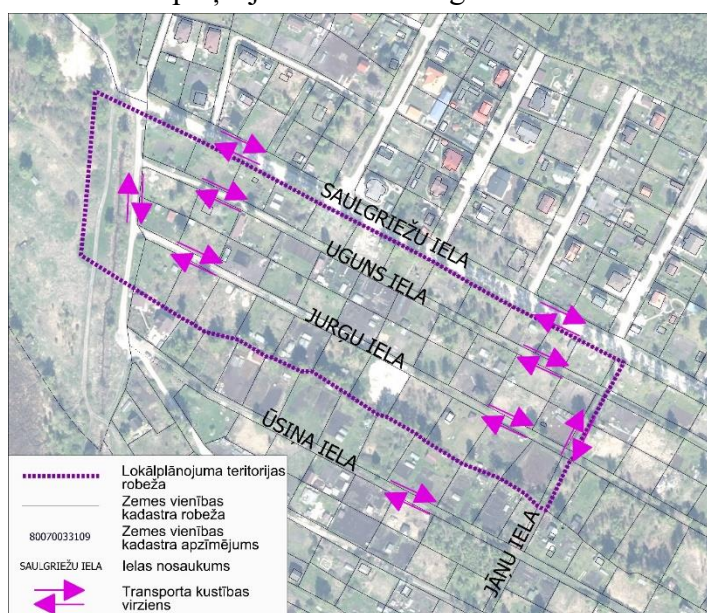 SAULGRIEŽU IELA
UGUNS IELA
JURĢU IELA
ŪSIŅA IELA
JĀŅU IELA
Lokālplānojuma teritorijas
robeža
Zemes vienības
kadastra robeža
80070033109
Zemes vienības
kadastra apzīmējums
SAULGRIEŽU IELA
Ielas nosaukums
Transporta kustības
virziens